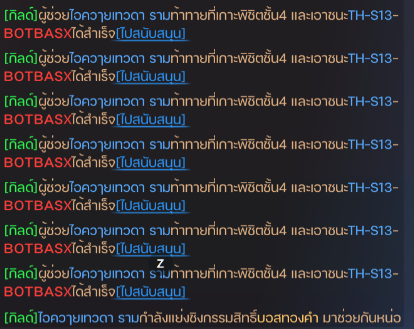 [กิลด์]ผู้ช่วยไอควายเทวดา รามท้าทายที่เกาะพิชิตชั้น4 และเอาชนะTH-S13-
BOTBASXได้สำเร็จ[ไปสนับสนุน]
[กิลด์]ผู้ช่วยไอควายเทวดา รามท้าทายที่เกาะพิชิตชั้น4 และเอาชนะTH-S13-
BOTBASXได้สำเร็จ[ไปสนับสนุน]
[กิลด์]ผู้ช่วยไอควายเทวดา รามท้าทายที่เกาะพิชิตชั้น4 และเอาชนะTH-S13-
BOTBASXได้สำเร็จ[ไปสนับสนุน]
[กิลด์]ผู้ช่วยไอควายเทวดา รามท้าทายที่เกาะพิชิตชั้น4 และเอาชนะTH-S13-
BOTBASXได้สำเร็จ[ไปสนับสนุน]
[กิลด์]ผู้ช่วยไอควายเทวดา รามท้าทายที่เกาะพิชิตชั้น4 และเอาชนะTH-S13-
BOTBASXได้สำเร็จ[ไปสนับสนุน]
[กิลด์]ผู้ช่วยไอควายเทวดา รามท้าทายที่เกาะพิชิตชั้น4 และเอาชนะTH-S13-
BOTBASXได้สำเร็จ[ไปสนับสนุน]
Z
[กิลด์]ผู้ช่วยไอควายเทวดา รามท้าทายที่เกาะพิชิตชั้น4 และเอาชนะTH-S13-
BOTBASXได้สำเร็จ[ไปสนับสนุน]
[กิลด์]ไอควายเทวดา รามกำลังแย่งชิงกรรมสิทธิ์บอสทองคำ มาช่วยกันหน่อ